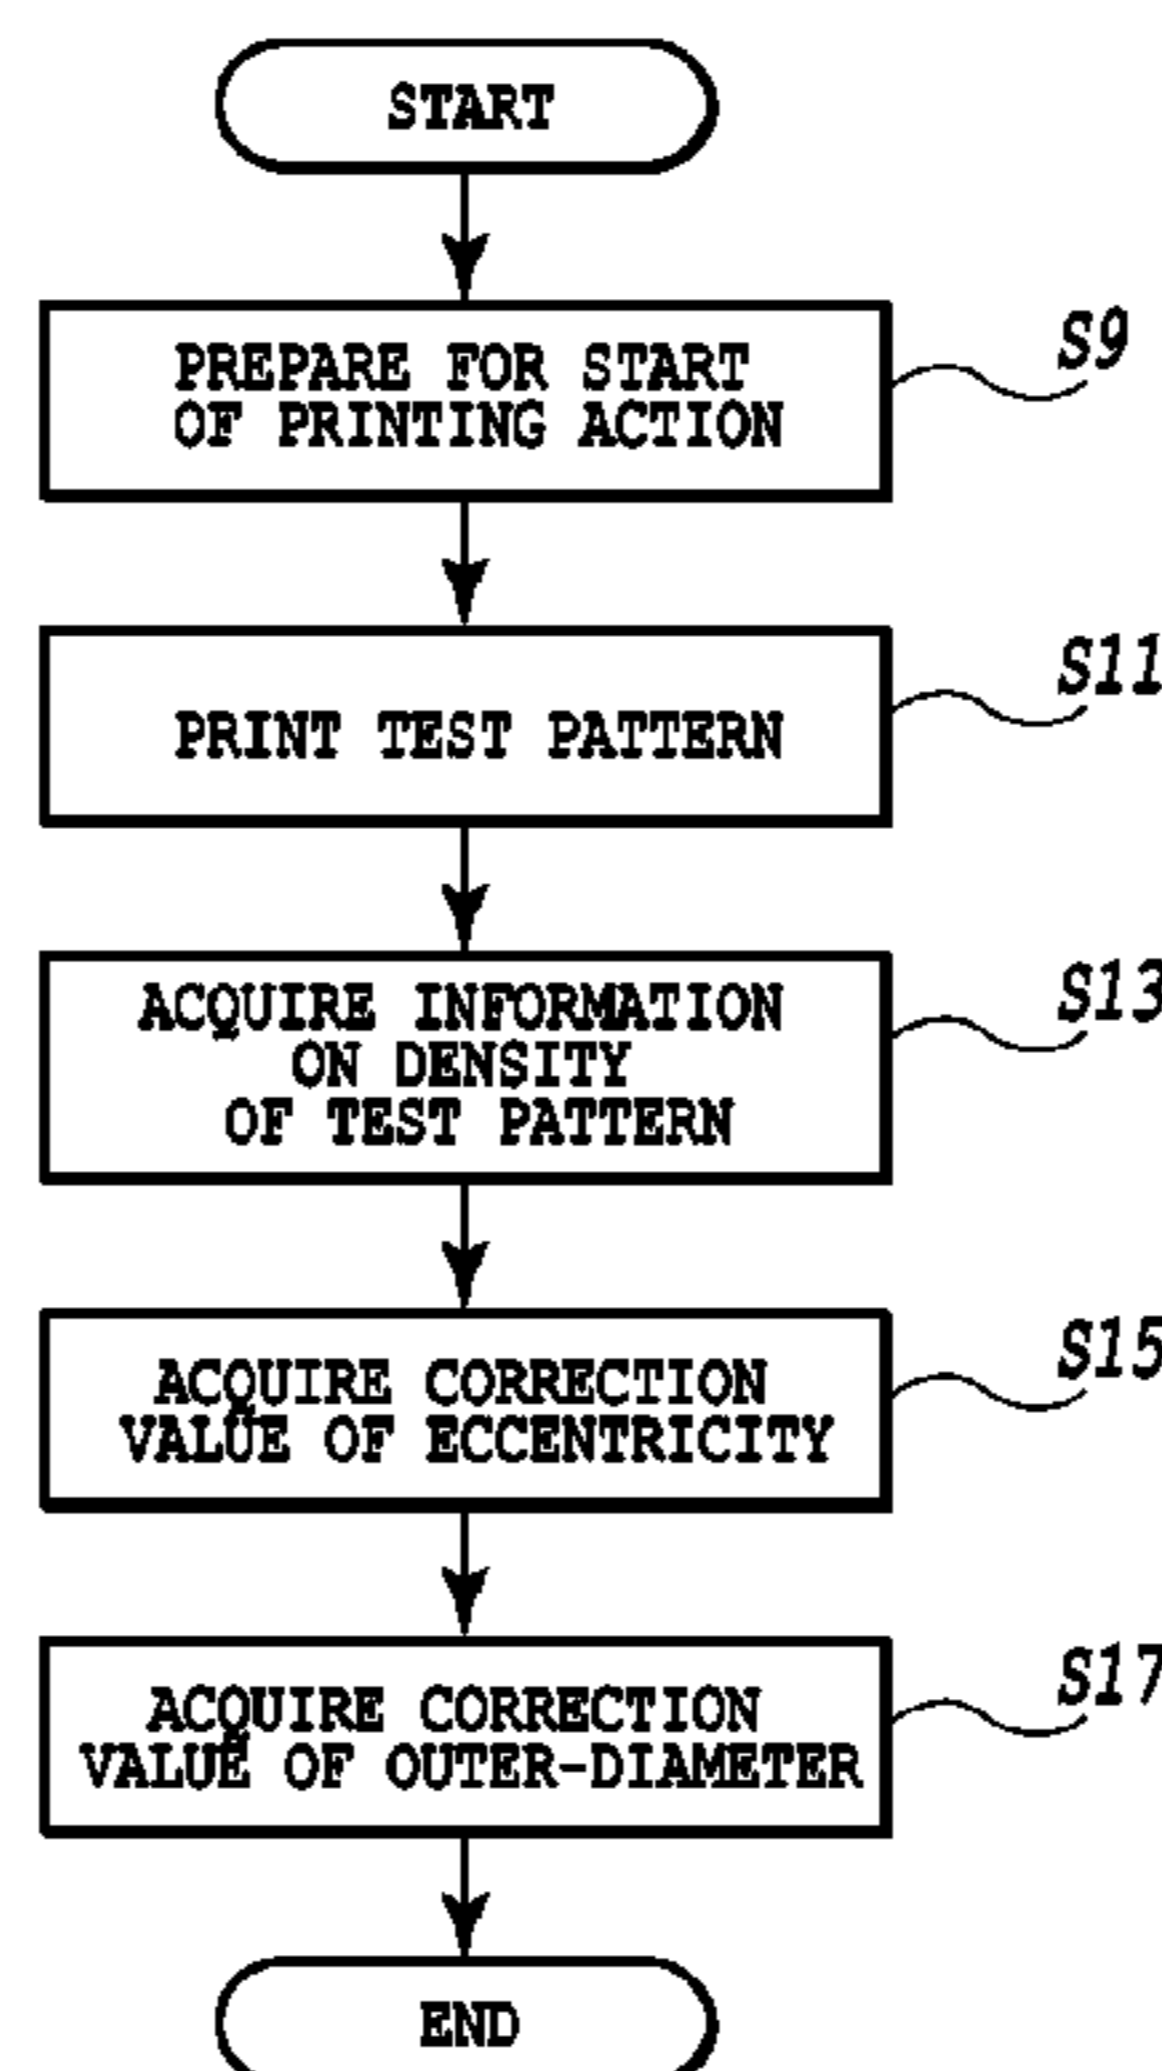 START
PREPARE FOR START
OF PRINTING ACTION
S9
PRINT TEST PATTERN
S11
ACQUIRE INFORMATION
ON DENSITY
OF TEST PATTERN
S13
ACQUIRE CORRECTION
VALUE OF ECCENTRICITY
S15
ACQUIRE CORRECTION
VALUE OF OUTER-DIAMETER
S17
END